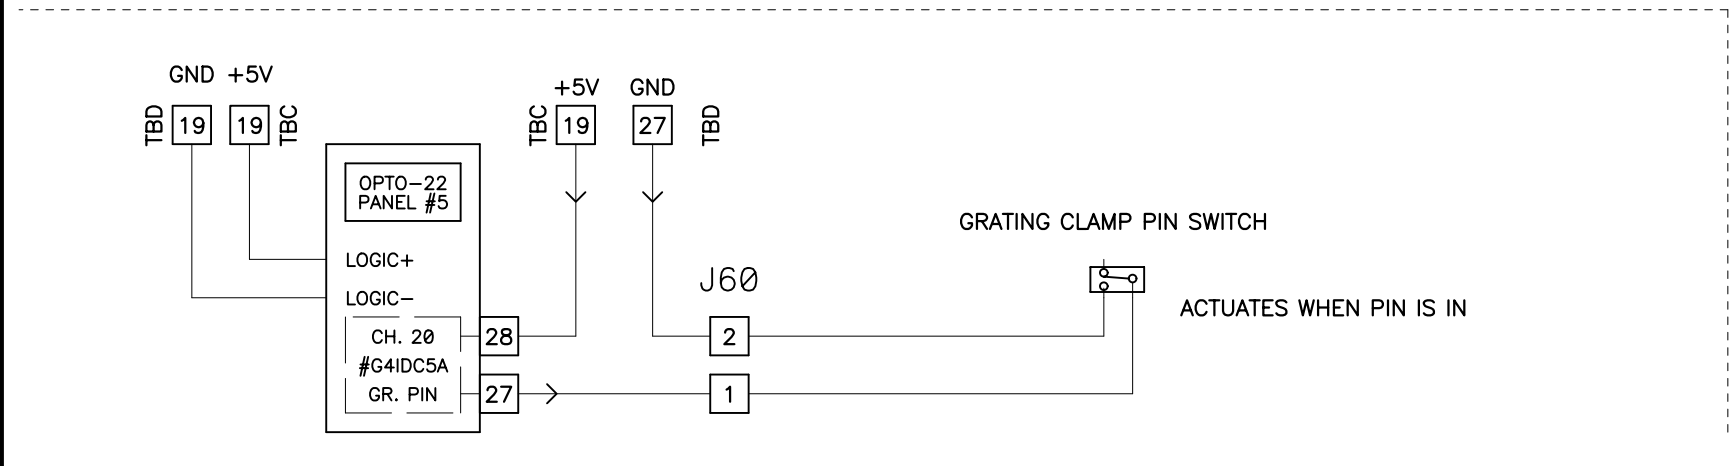 GND +5V
TBD 19 19 TBC
+5V GND
TBC 19 27 TBD
OPTO-22
PANEL #5
LOGIC+
LOGIC-
CH. 20 28
#G4IDC5A
GR. PIN 27
J60
2
1
GRATING CLAMP PIN SWITCH
ACTUATES WHEN PIN IS IN